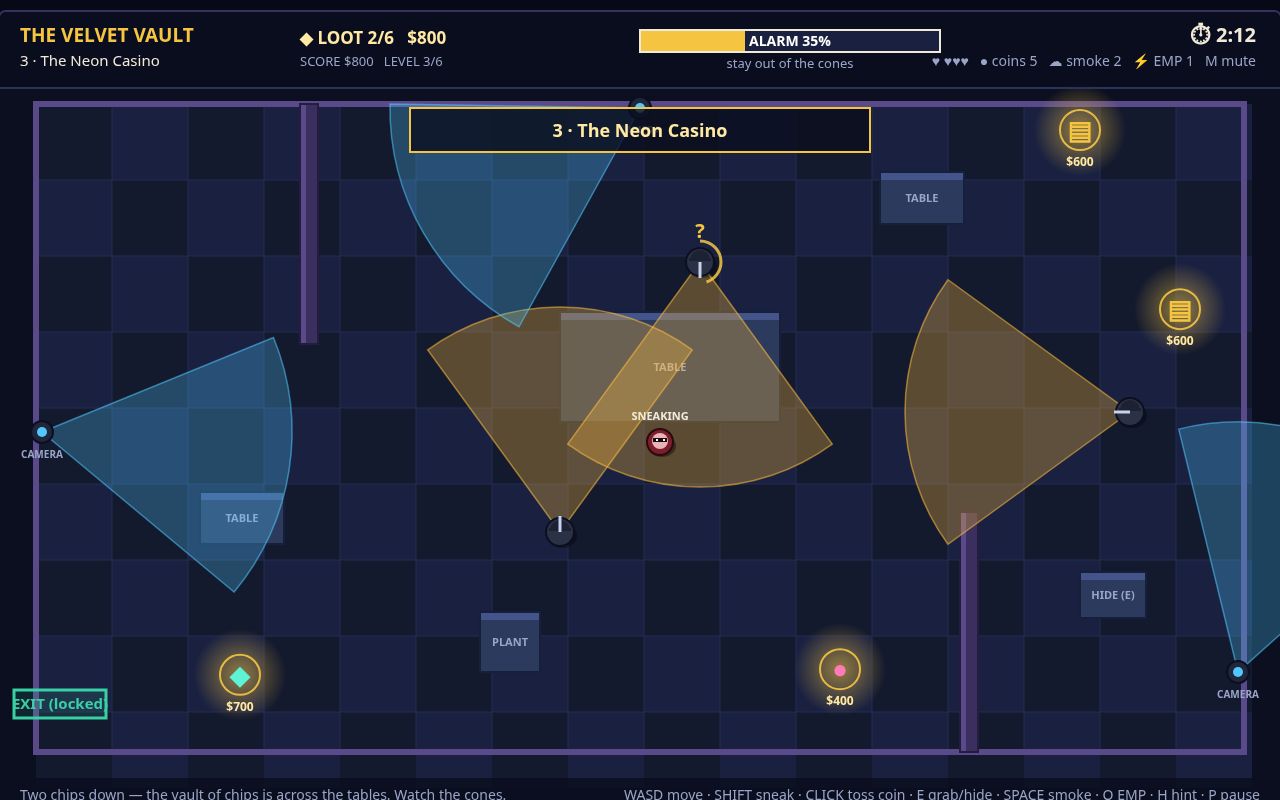 THE VELVET VAULT
3 · The Neon Casino
◆ LOOT 2/6 $800
SCORE $800 LEVEL 3/6
ALARM 35%
stay out of the cones
⏱ 2:12
♥ ♥♥♥ ● coins 5 ☁ smoke 2 ⚡ EMP 1 M mute
3 · The Neon Casino
$600
TABLE
?
$600
TABLE
SNEAKING
CAMERA
TABLE
HIDE (E)
PLANT
CAMERA
EXIT (locked)
$700
$400
Two chips down — the vault of chips is across the tables. Watch the cones.
WASD move · SHIFT sneak · CLICK toss coin · E grab/hide · SPACE smoke · Q EMP · H hint · P pause